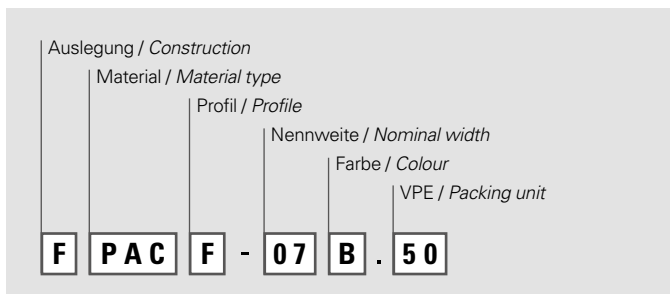 Auslegung / Construction
Material / Material type
Profil / Profile
Nennweite / Nominal width
Farbe / Colour
VPE / Packing unit
F PAC F - 07 B . 50